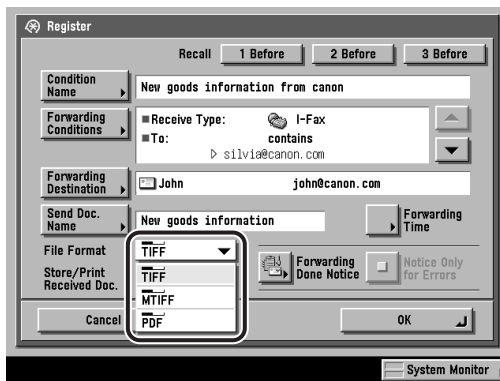 Register
Recall 1 Before 2 Before 3 Before
Condition Name New goods information from canon
Forwarding Conditions Receive Type: I-Fax
To: contains
silvia@canon.com
Forwarding Destination John john@canon.com
Send Doc. Name New goods information Forwarding Time
File Format TIFF
Store/Print Received Doc. TIFF Forwarding Done Notice Notice Only for Errors
MTIFF
PDF
Cancel OK
System Monitor